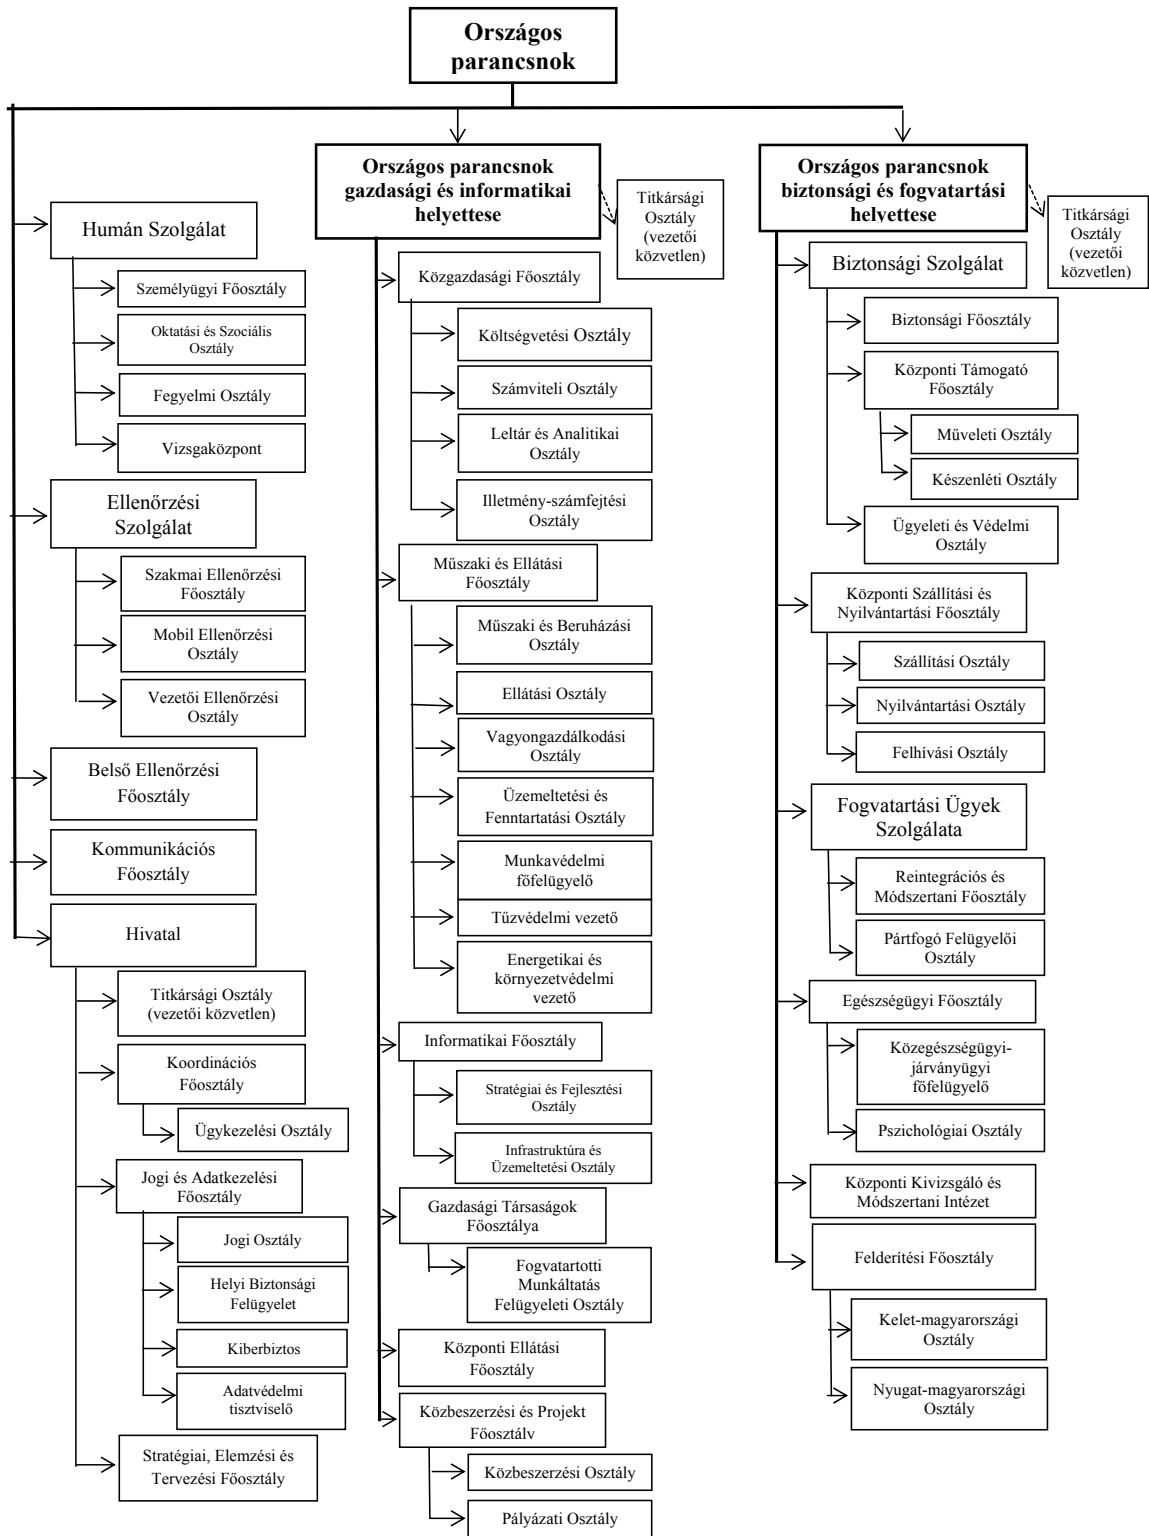 Országos
parancsnok
Humán Szolgálat
Személyügyi Főosztály
Oktatási és Szociális
Osztály
Fegyelmi Osztály
Vizsgaközpont
Ellenőrzési
Szolgálat
Szakmai Ellenőrzési
Főosztály
Mobil Ellenőrzési
Osztály
Vezetői Ellenőrzési
Osztály
Belső Ellenőrzési
Főosztály
Kommunikációs
Főosztály
Hivatal
Titkársági Osztály
(vezetői közvetlen)
Koordinációs
Főosztály
Ügykezelési Osztály
Jogi és Adatkezelési
Főosztály
Jogi Osztály
Helyi Biztonsági
Felügyelet
Kiberbiztos
Adatvédelmi
tisztviselő
Stratégiai, Elemzési és
Tervezési Főosztály
Országos parancsnok
gazdasági és informatikai
helyettese
Titkársági
Osztály
(vezetői
közvetlen)
Közgazdasági Főosztály
Költségvetési Osztály
Számviteli Osztály
Leltár és Analitikai
Osztály
Illetmény-számfejtési
Osztály
Műszaki és Ellátási
Főosztály
Műszaki és Beruházási
Osztály
Ellátási Osztály
Vagyongazdálkodási
Osztály
Üzemeltetési és
Fenntartatási Osztály
Munkavédelmi
főfelügyelő
Tűzvédelmi vezető
Energetikai és
környezetvédelmi
vezető
Informatikai Főosztály
Stratégiai és Fejlesztési
Osztály
Infrastruktúra és
Üzemeltetési Osztály
Gazdasági Társaságok
Főosztálya
Fogvatartotti
Munkáltatás
Felügyeleti Osztály
Központi Ellátási
Főosztály
Közbeszerzési és Projekt
Főosztálv
Közbeszerzési Osztály
Pályázati Osztály
Országos parancsnok
biztonsági és fogvatartási
helyettese
Titkársági
Osztály
(vezetői
közvetlen)
Biztonsági Szolgálat
Biztonsági Főosztály
Központi Támogató
Főosztály
Műveleti Osztály
Készenléti Osztály
Ügyeleti és Védelmi
Osztály
Központi Szállítási és
Nyilvántartási Főosztály
Szállítási Osztály
Nyilvántartási Osztály
Felhívási Osztály
Fogvatartási Ügyek
Szolgálata
Reintegrációs és
Módszertani Főosztály
Pártfogó Felügyelői
Osztály
Egészségügyi Főosztály
Közegészségügyi-
járványügyi
főfelügyelő
Pszichológiai Osztály
Központi Kivizsgáló és
Módszertani Intézet
Felderítési Főosztály
Kelet-magyarországi
Osztály
Nyugat-magyarországi
Osztály